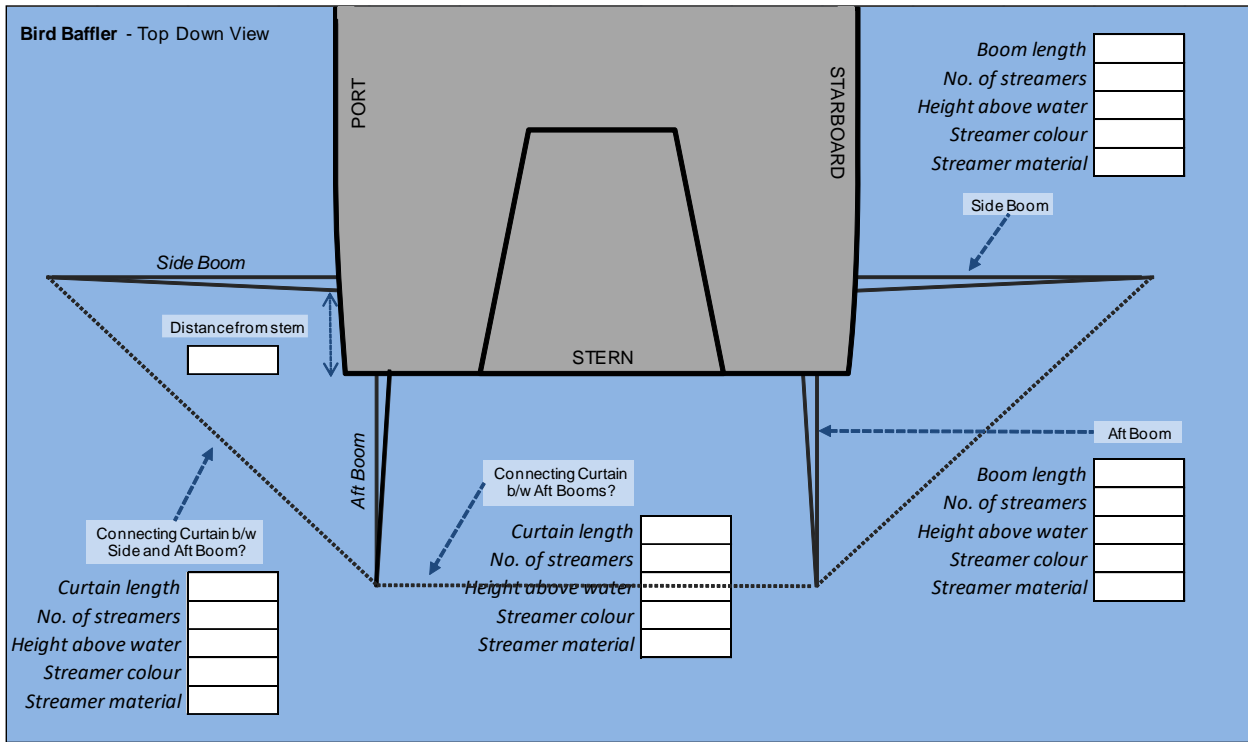 Bird Baffler - Top Down View
PORT
STARBOARD
Boom length
No. of streamers
Height above water
Streamer colour
Streamer material
Side Boom
Side Boom
Distance from stern
STERN
Aft Boom
Aft Boom
Connecting Curtain
b/w Aft Booms?
Boom length
No. of streamers
Height above water
Streamer colour
Streamer material
Connecting Curtain b/w
Side and Aft Boom?
Curtain length
No. of streamers
Height above water
Streamer colour
Streamer material
Curtain length
No. of streamers
Height above water
Streamer colour
Streamer material